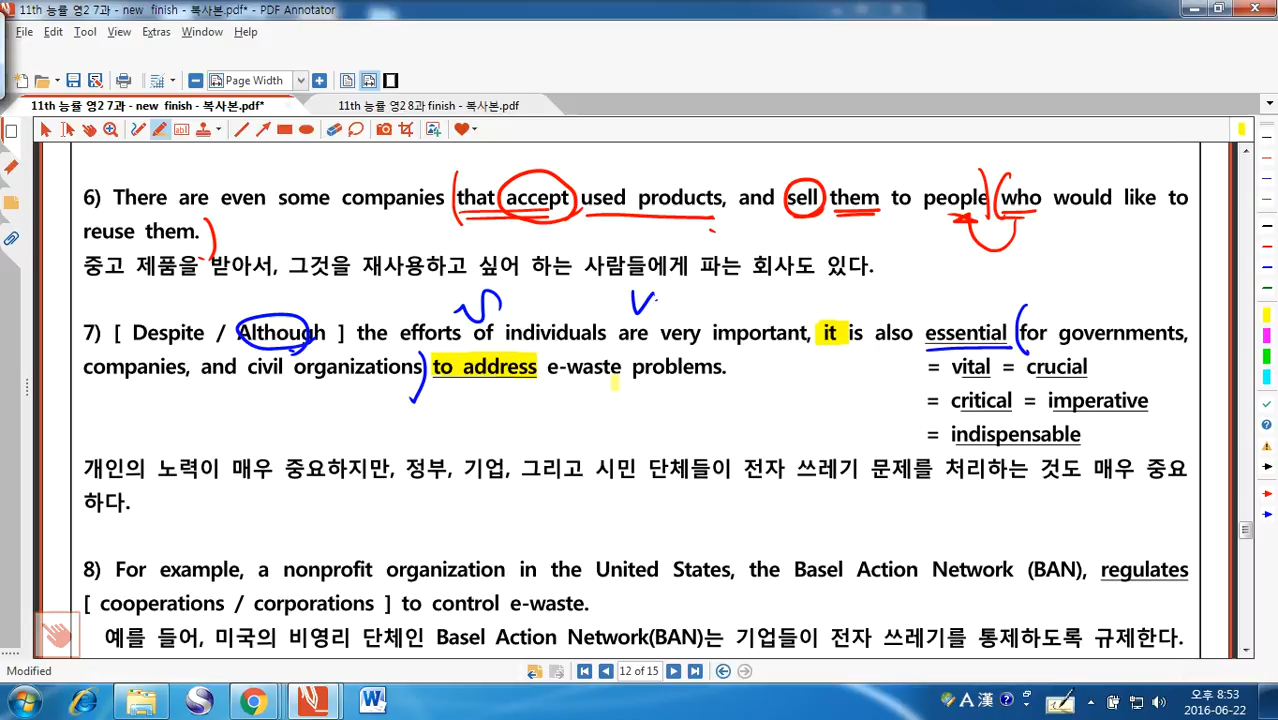 11th 능률 영2 7과 - new finish - 복사본.pdf* - PDF Annotator
File Edit Tool View Extras Window Help
Page Width
11th 능률 영2 7과 - new finish - 복사본.pdf* 11th 능률 영2 8과 finish - 복사본.pdf
6) There are even some companies that accept used products, and sell them to people who would like to
reuse them.
중고 제품을 받아서, 그것을 재사용하고 싶어 하는 사람들에게 파는 회사도 있다.
S V
7) [ Despite / Although ] the efforts of individuals are very important, it is also essential for governments,
companies, and civil organizations to address e-waste problems. = vital = crucial
= critical = imperative
= indispensable
개인의 노력이 매우 중요하지만, 정부, 기업, 그리고 시민 단체들이 전자 쓰레기 문제를 처리하는 것도 매우 중요
하다.
8) For example, a nonprofit organization in the United States, the Basel Action Network (BAN), regulates
[ cooperations / corporations ] to control e-waste.
예를 들어, 미국의 비영리 단체인 Basel Action Network(BAN)는 기업들이 전자 쓰레기를 통제하도록 규제한다.
Modified 12 of 15
A 漢 오후 8:53
2016-06-22